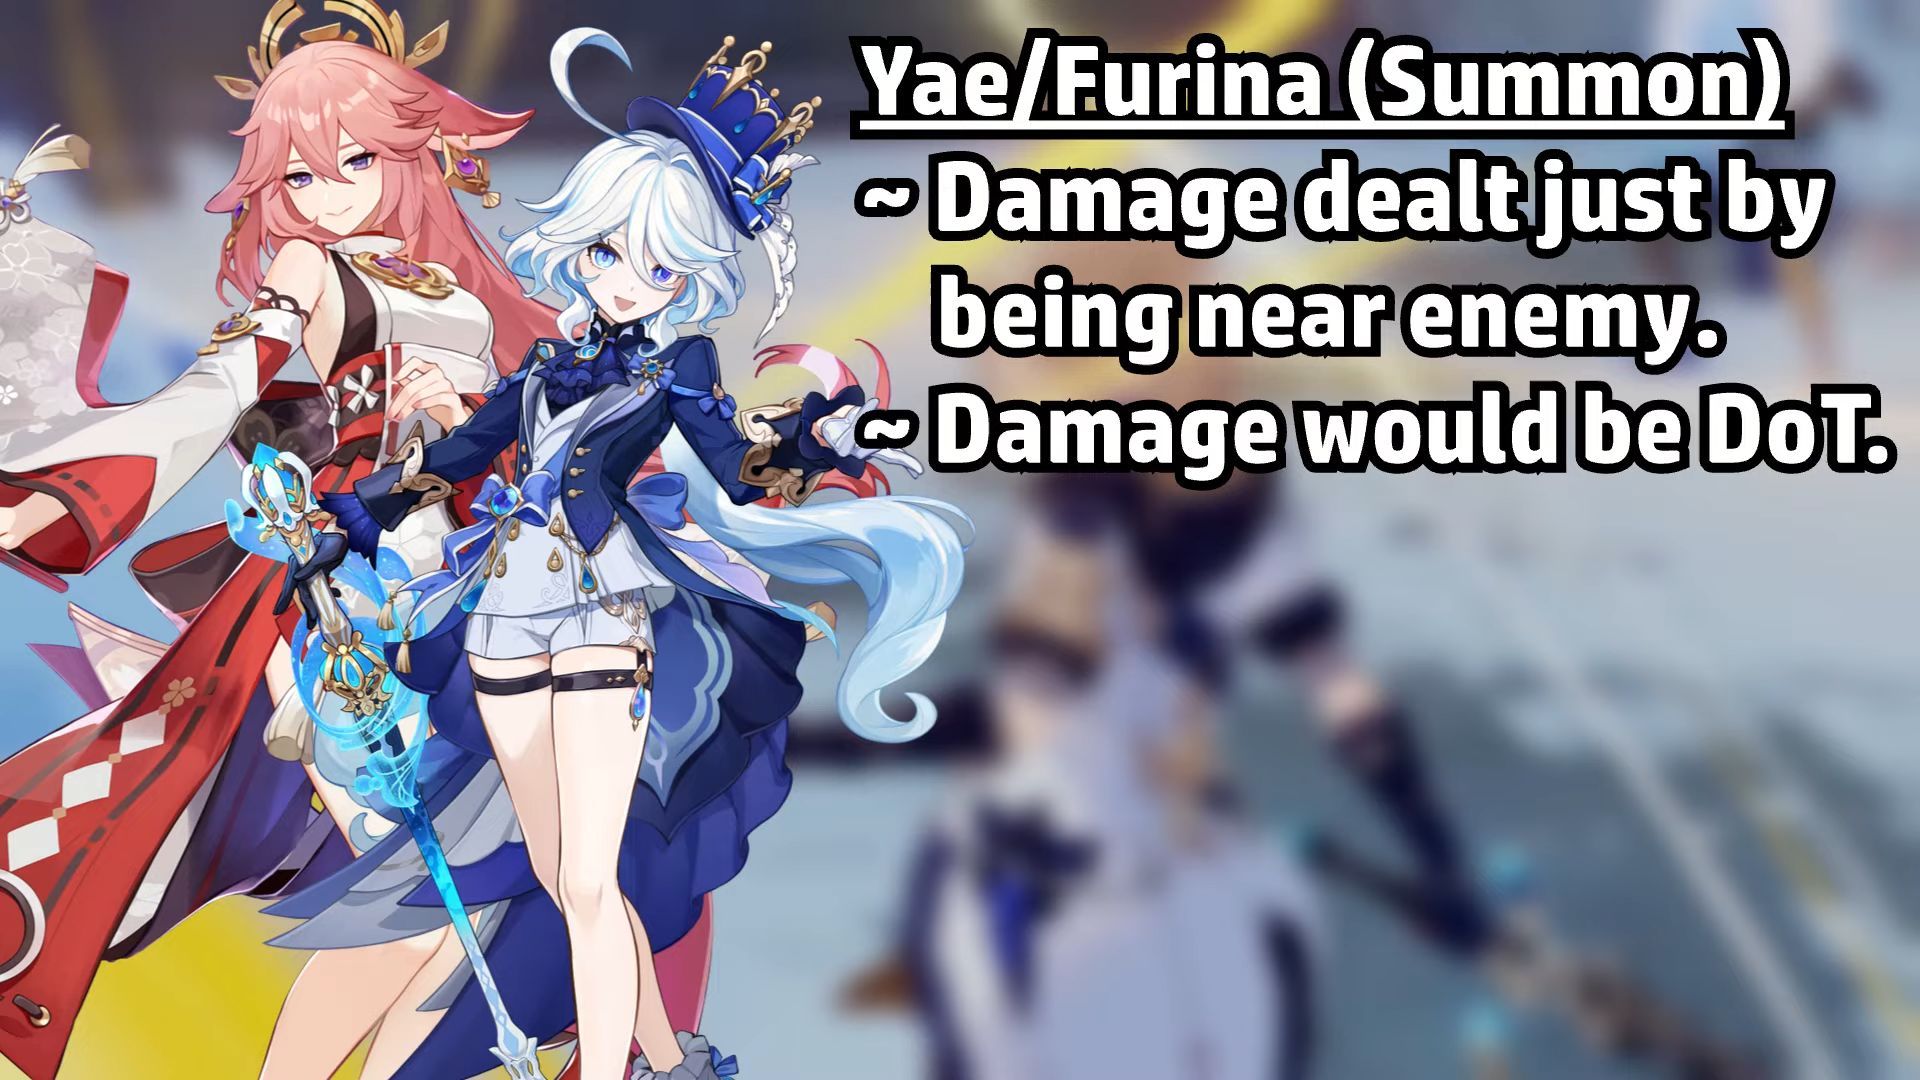 Yae/Furina (Summon)
~ Damage dealt just by
being near enemy.
~ Damage would be DoT.